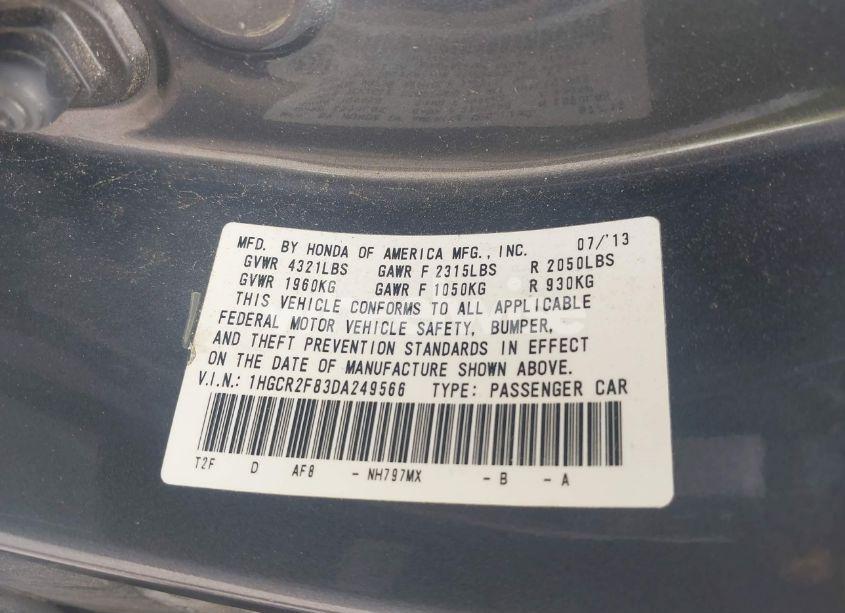 MFD. BY HONDA OF AMERICA MFG., INC. 07/'13
GVWR 4321LBS GAWR F 2315LBS R 2050LBS
GVWR 1960KG GAWR F 1050KG R 930KG
THIS VEHICLE CONFORMS TO ALL APPLICABLE
FEDERAL MOTOR VEHICLE SAFETY, BUMPER,
AND THEFT PREVENTION STANDARDS IN EFFECT
ON THE DATE OF MANUFACTURE SHOWN ABOVE.
V.I.N.: 1HGCR2F83DA249566 TYPE: PASSENGER CAR
T2F D AF8 - NH797MX - B - A